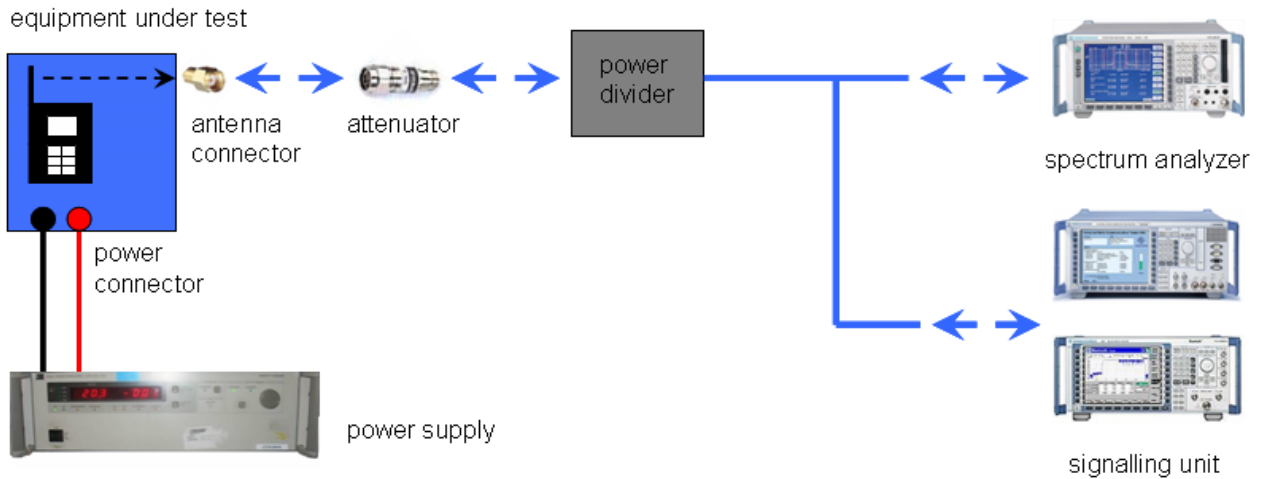 equipment under test
antenna
connector
attenuator
power
divider
spectrum analyzer
power
connector
power supply
signalling unit